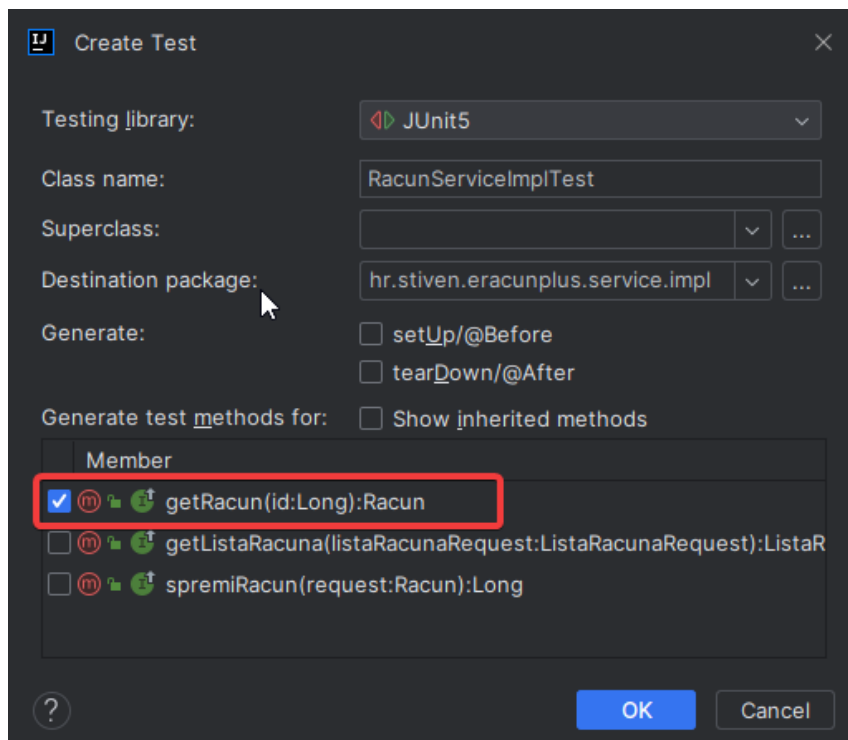 IJ Create Test
Testing library: JUnit5
Class name: RacunServiceImplTest
Superclass: ...
Destination package: hr.stiven.eracunplus.service.impl ...
Generate: setUp/@Before
tearDown/@After
Generate test methods for: Show inherited methods
Member
m I getRacun(id:Long):Racun
m I getListaRacuna(listaRacunaRequest:ListaRacunaRequest):ListaR
m I spremiRacun(request:Racun):Long
? OK Cancel